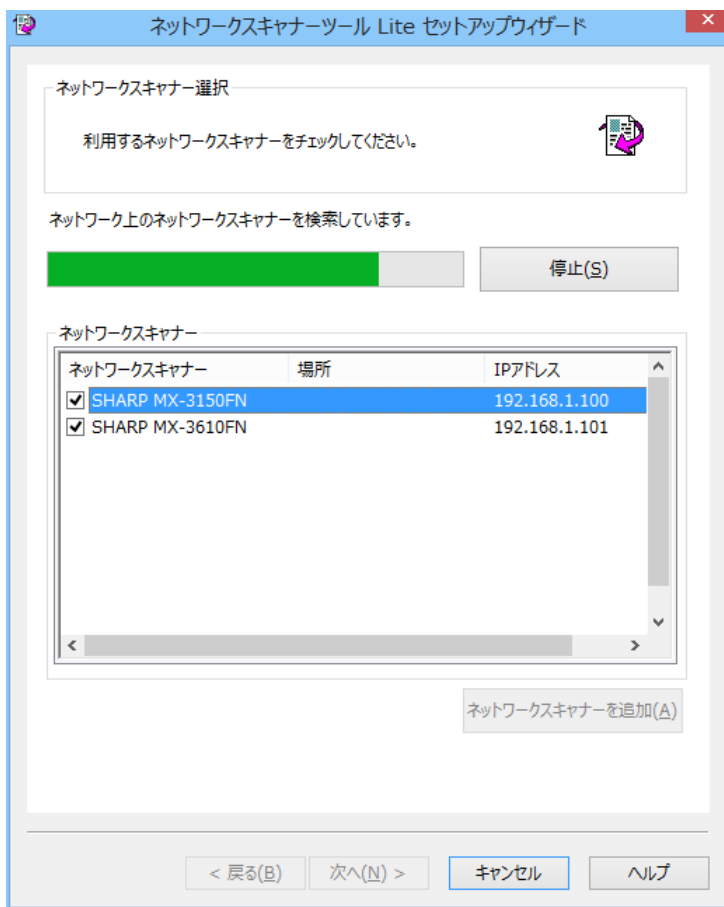 ネットワークスキャナーツール Lite セットアップウィザード
ネットワークスキャナー選択
利用するネットワークスキャナーをチェックしてください。
ネットワーク上のネットワークスキャナーを検索しています。
停止(S)
ネットワークスキャナー
ネットワークスキャナー 場所 IPアドレス
SHARP MX-3150FN 192.168.1.100
SHARP MX-3610FN 192.168.1.101
ネットワークスキャナーを追加(A)
< 戻る(B) 次へ(N) > キャンセル ヘルプ